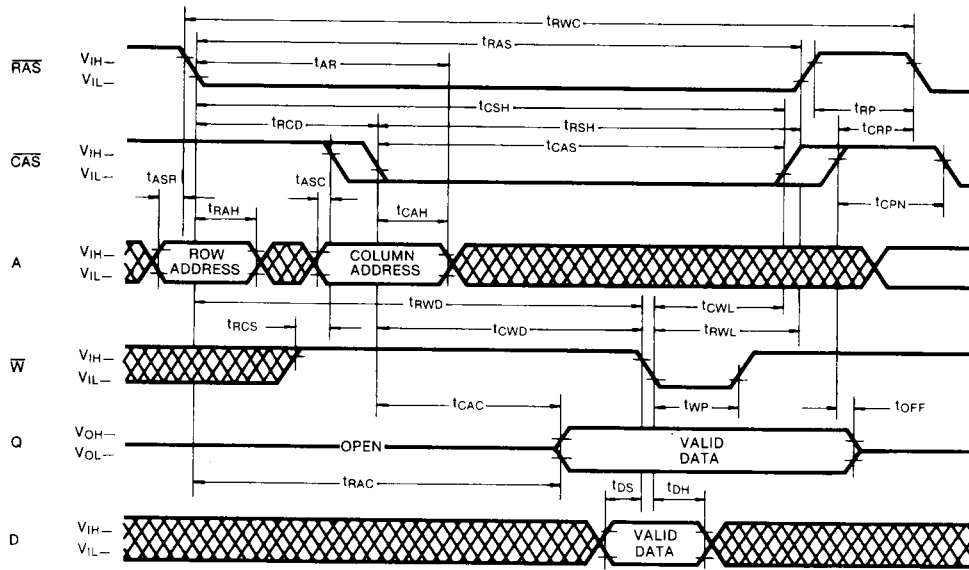 tRWC
tRAS
tAR
RAS
VIH
VIL
tRP
tCSH
tRCD
tRSH
tCRP
tCAS
CAS
VIH
VIL
tASR
tASC
tRAH
tCAH
tCPN
A
VIH
VIL
ROW
ADDRESS
COLUMN
ADDRESS
tRWD
tCWL
tRCS
tCWD
tRWL
W
VIH
VIL
tCAC
tWP
tOFF
Q
VOH
VOL
OPEN
VALID
DATA
tRAC
tDS
tDH
D
VIH
VIL
VALID
DATA